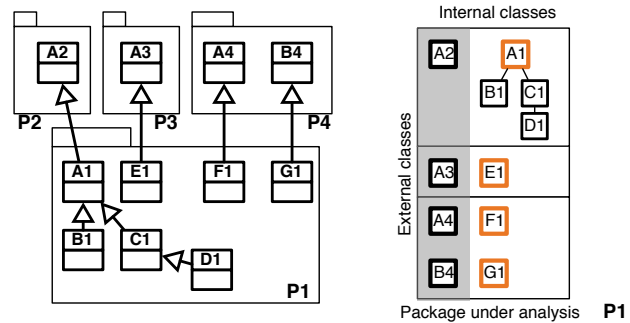 A2 A3 A4 B4
P2 P3 P4
A1 E1 F1 G1
B1 C1 D1
P1
Internal classes
External classes
A2 A1
B1 C1
D1
A3 E1
A4 F1
B4 G1
Package under analysis P1